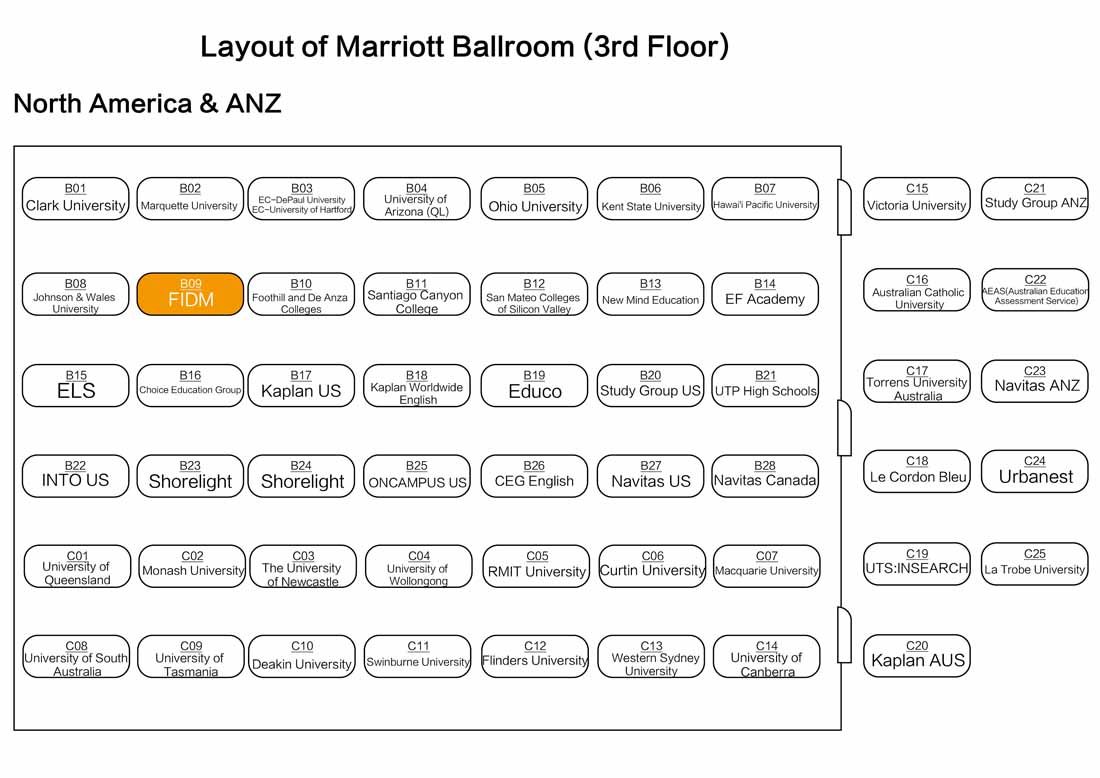 Layout of Marriott Ballroom (3rd Floor)
North America & ANZ
B01
Clark University
B02
Marquette University
B03
EC-DePaul University
EC-University of Hartford
B04
University of
Arizona (QL)
B05
Ohio University
B06
Kent State University
B07
Hawai'i Pacific University
C15
Victoria University
C21
Study Group ANZ
B08
Johnson & Wales
University
B09
FIDM
B10
Foothill and De Anza
Colleges
B11
Santiago Canyon
College
B12
San Mateo Colleges
of Silicon Valley
B13
New Mind Education
B14
EF Academy
C16
Australian Catholic
University
C22
AEAS(Australian Education
Assessment Service)
B15
ELS
B16
Choice Education Group
B17
Kaplan US
B18
Kaplan Worldwide
English
B19
Educo
B20
Study Group US
B21
UTP High Schools
C17
Torrens University
Australia
C23
Navitas ANZ
B22
INTO US
B23
Shorelight
B24
Shorelight
B25
ONCAMPUS US
B26
CEG English
B27
Navitas US
B28
Navitas Canada
C18
Le Cordon Bleu
C24
Urbanest
C01
University of
Queensland
C02
Monash University
C03
The University
of Newcastle
C04
University of
Wollongong
C05
RMIT University
C06
Curtin University
C07
Macquarie University
C19
UTS:INSEARCH
C25
La Trobe University
C08
University of South
Australia
C09
University of
Tasmania
C10
Deakin University
C11
Swinburne University
C12
Flinders University
C13
Western Sydney
University
C14
University of
Canberra
C20
Kaplan AUS